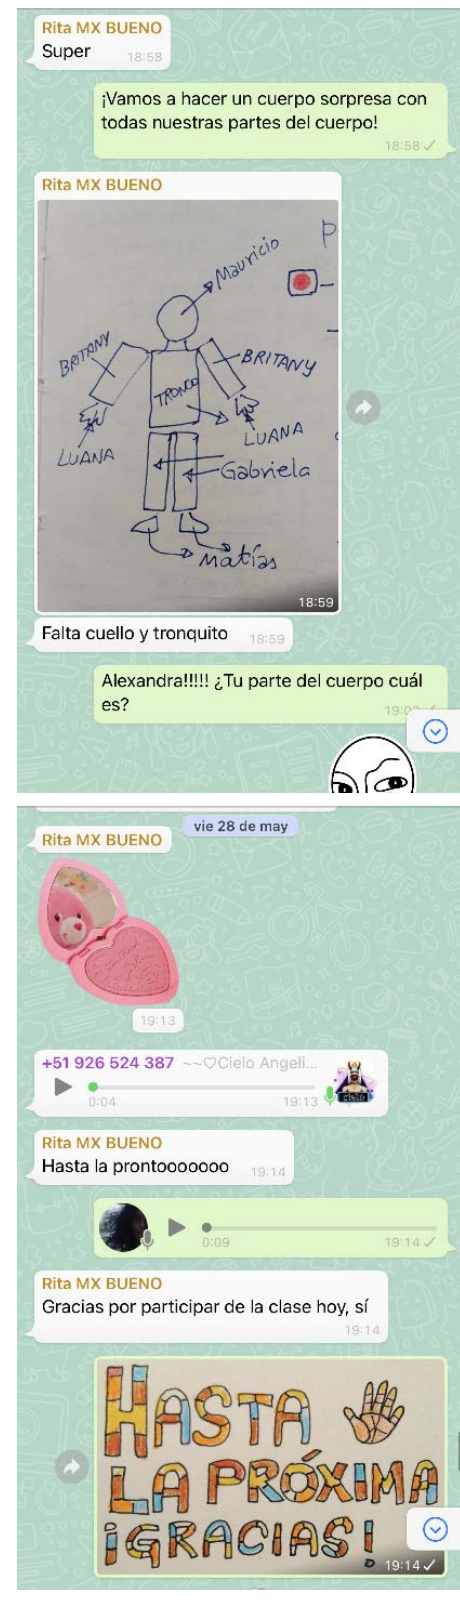 Rita MX BUENO
Super
18:58
¡Vamos a hacer un cuerpo sorpresa con
todas nuestras partes del cuerpo!
18:58
Rita MX BUENO
P
Mauricio
BRITANY
BRITANY
TRONCO
LUANA
LUANA
Gabriela
Matías
18:59
Falta cuello y tronquito
18:59
Alexandra!!!!! ¿Tu parte del cuerpo cuál
es?
vie 28 de may
Rita MX BUENO
19:13
+51 926 524 387 ~~♡Cielo Angeli...
0:04
19:13
Rita MX BUENO
Hasta la prontooooooo
19:14
0:09
19:14
Rita MX BUENO
Gracias por participar de la clase hoy, sí
19:14
HASTA
LA PRÓXIMA
¡GRACIAS!
19:14